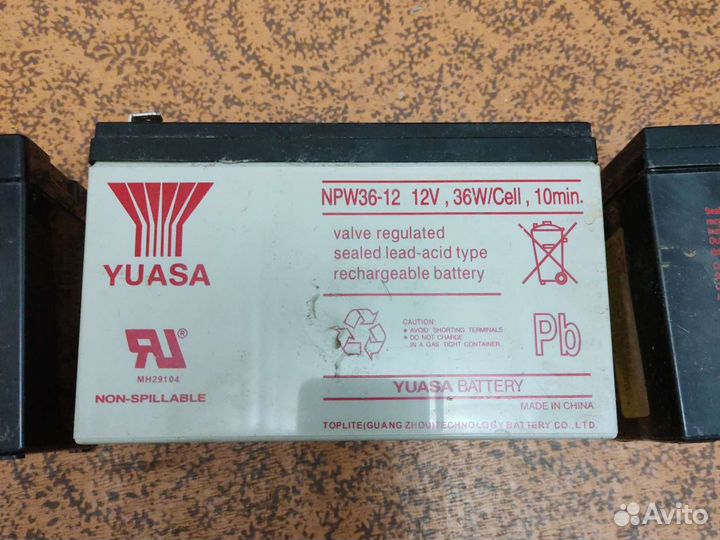 YUASA
NPW36-12 12V , 36W/Cell , 10min.
valve regulated
sealed lead-acid type
rechargeable battery
R
MH29104
NON-SPILLABLE
CAUTION:
• AVOID SHORTING TERMINALS
• DO NOT CHARGE
IN A GAS TIGHT CONTAINER.
Pb
YUASA BATTERY
MADE IN CHINA
TOPLITE(GUANG ZHOU)TECHNOLOGY BATTERY CO.,LTD.
Avito